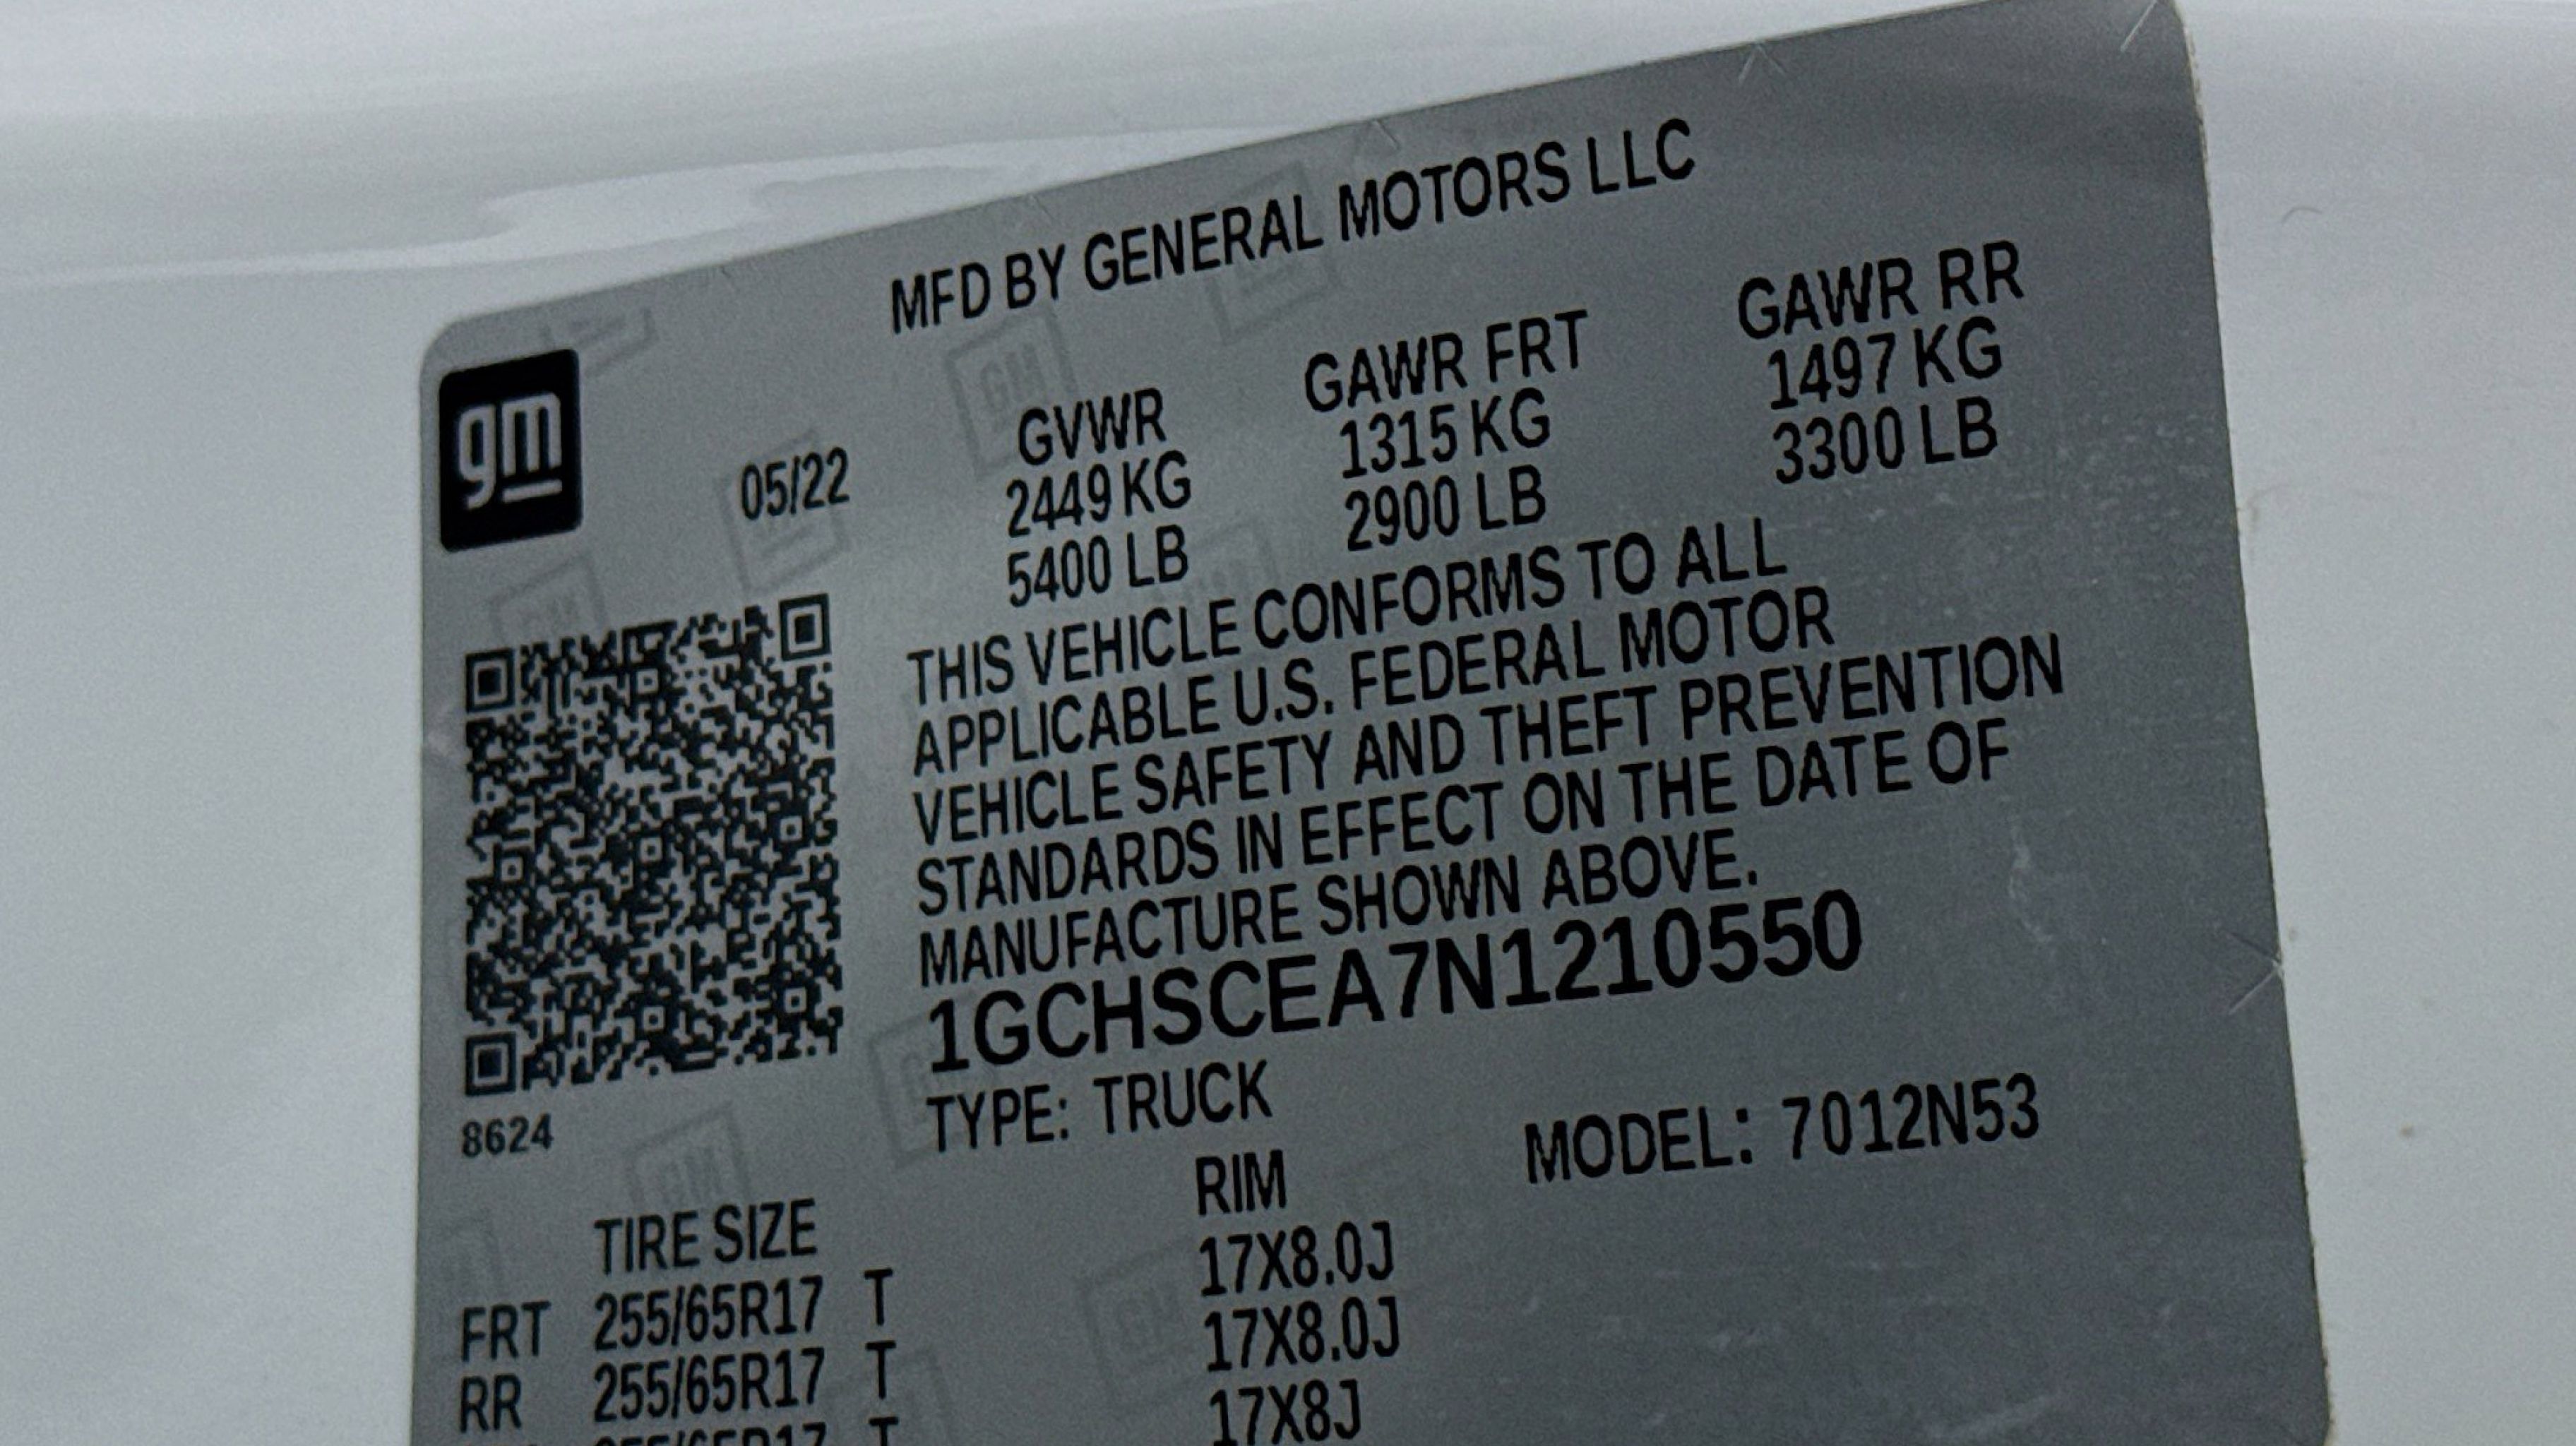 MFD BY GENERAL MOTORS LLC
gm
05/22
GVWR GAWR FRT GAWR RR
2449 KG 1315 KG 1497 KG
5400 LB 2900 LB 3300 LB
THIS VEHICLE CONFORMS TO ALL
APPLICABLE U.S. FEDERAL MOTOR
VEHICLE SAFETY AND THEFT PREVENTION
STANDARDS IN EFFECT ON THE DATE OF
MANUFACTURE SHOWN ABOVE.
1GCHSCEA7N1210550
8624
TYPE: TRUCK MODEL: 7012N53
TIRE SIZE RIM
FRT 255/65R17 T 17X8.0J
RR 255/65R17 T 17X8.0J
17X8J